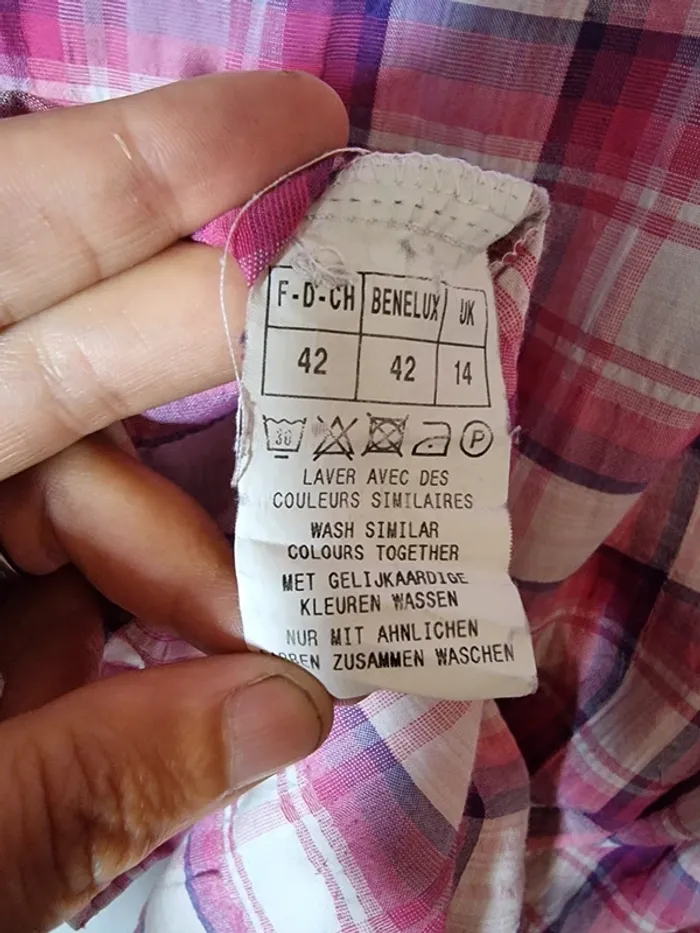 F-D-CH BENELUX UK
42 42 14
30 P
LAVER AVEC DES
COULEURS SIMILAIRES
WASH SIMILAR
COLOURS TOGETHER
MET GELIJKAARDIGE
KLEUREN WASSEN
NUR MIT AHNLICHEN
ZUSAMMEN WASCHEN